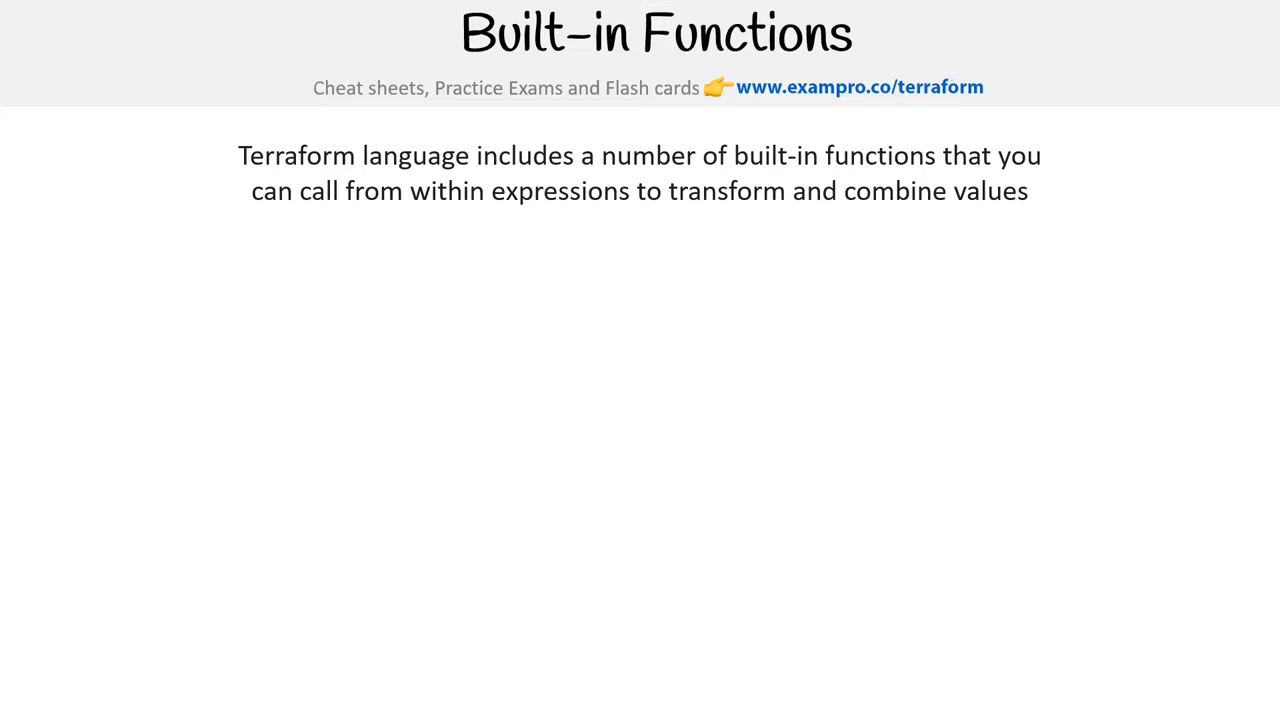 Built-in Functions
Cheat sheets, Practice Exams and Flash cards 👉 www.exampro.co/terraform
Terraform language includes a number of built-in functions that you
can call from within expressions to transform and combine values